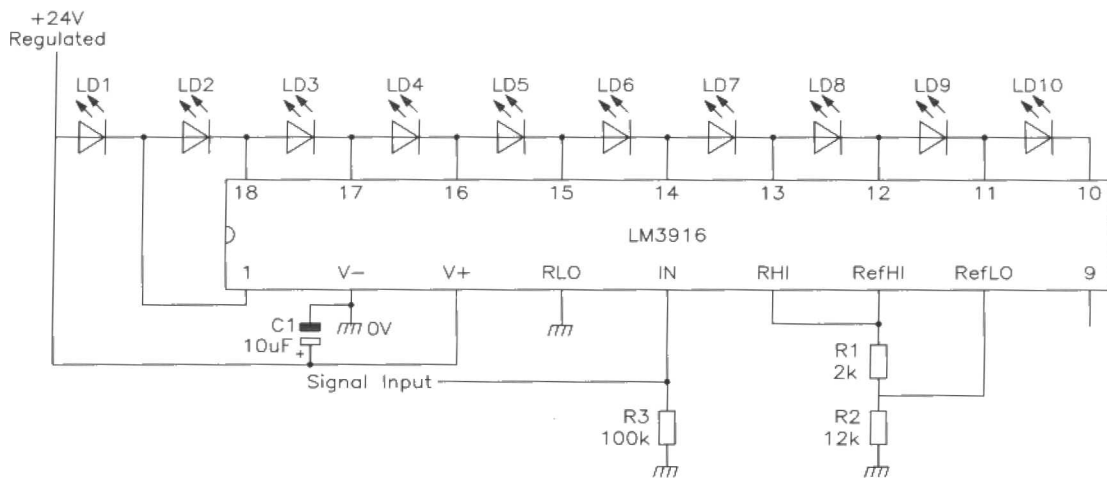 +24V
Regulated
LD1 LD2 LD3 LD4 LD5 LD6 LD7 LD8 LD9 LD10
18 17 16 15 14 13 12 11 10
LM3916
1 V- V+ RLO IN RHI RefHI RefLO 9
C1
10uF
+
0V
Signal Input
R3
100k
R1
2k
R2
12k